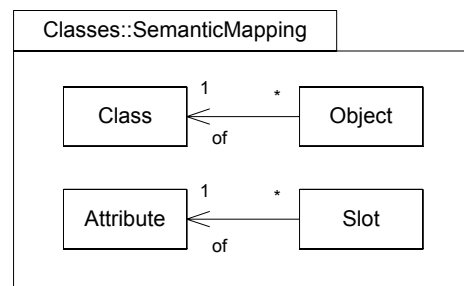 Classes::SemanticMapping
1 *
Class Object
of
1 *
Attribute Slot
of